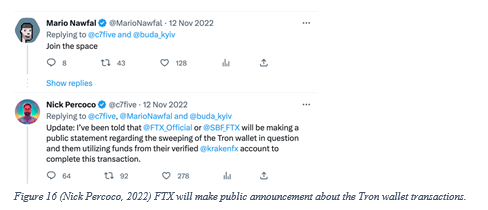 Mario Nawfal @MarioNawfal · 12 Nov 2022
Replying to @c7five and @buda_kyiv
Join the space
8 43 128
Show replies
Nick Percoco @c7five · 12 Nov 2022
Replying to @c7five, @MarioNawfal and @buda_kyiv
Update: I've been told that @FTX_Official or @SBF_FTX will be making a
public statement regarding the sweeping of the Tron wallet in question
and them utilizing funds from their verified @krakenfx account to
complete this transaction.
64 92 278
Figure 16 (Nick Percoco, 2022) FTX will make public announcement about the Tron wallet transactions.